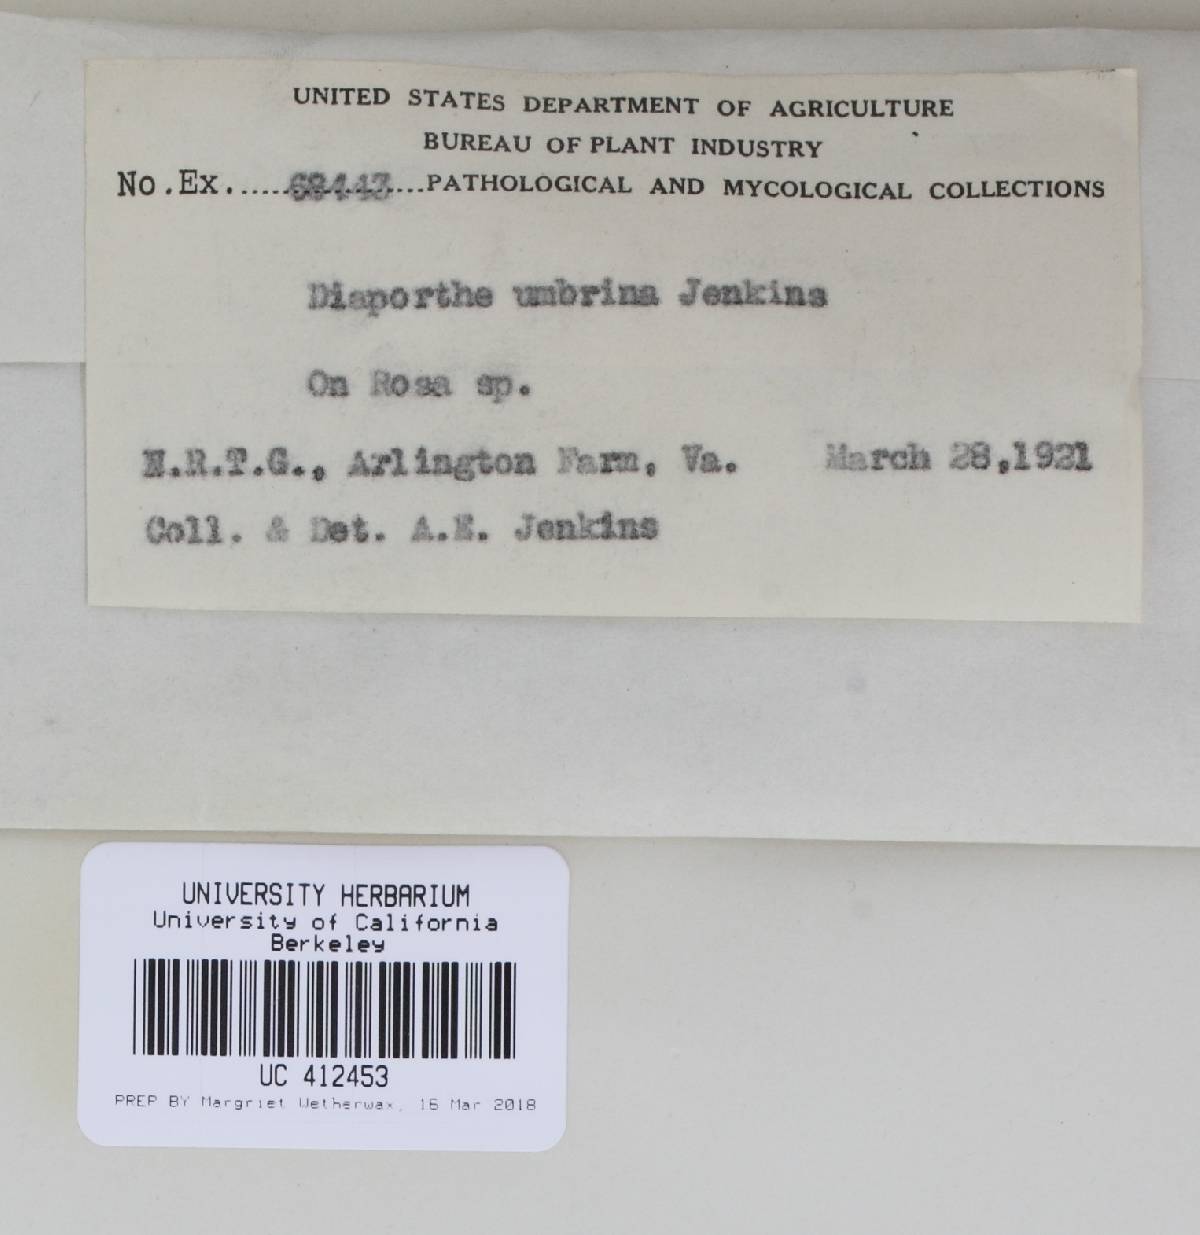 UNITED STATES DEPARTMENT OF AGRICULTURE
BUREAU OF PLANT INDUSTRY
No. Ex. ..... ... PATHOLOGICAL AND MYCOLOGICAL COLLECTIONS
Diaporthe umbrina Jenkins
On Rosa sp.
N.R.T.G., Arlington Farm, Va. March 28,1921
Coll. & Det. A.E. Jenkins
UNIVERSITY HERBARIUM
University of California
Berkeley
UC 412453
PREP BY Margriet Wetherwax, 16 Mar 2018